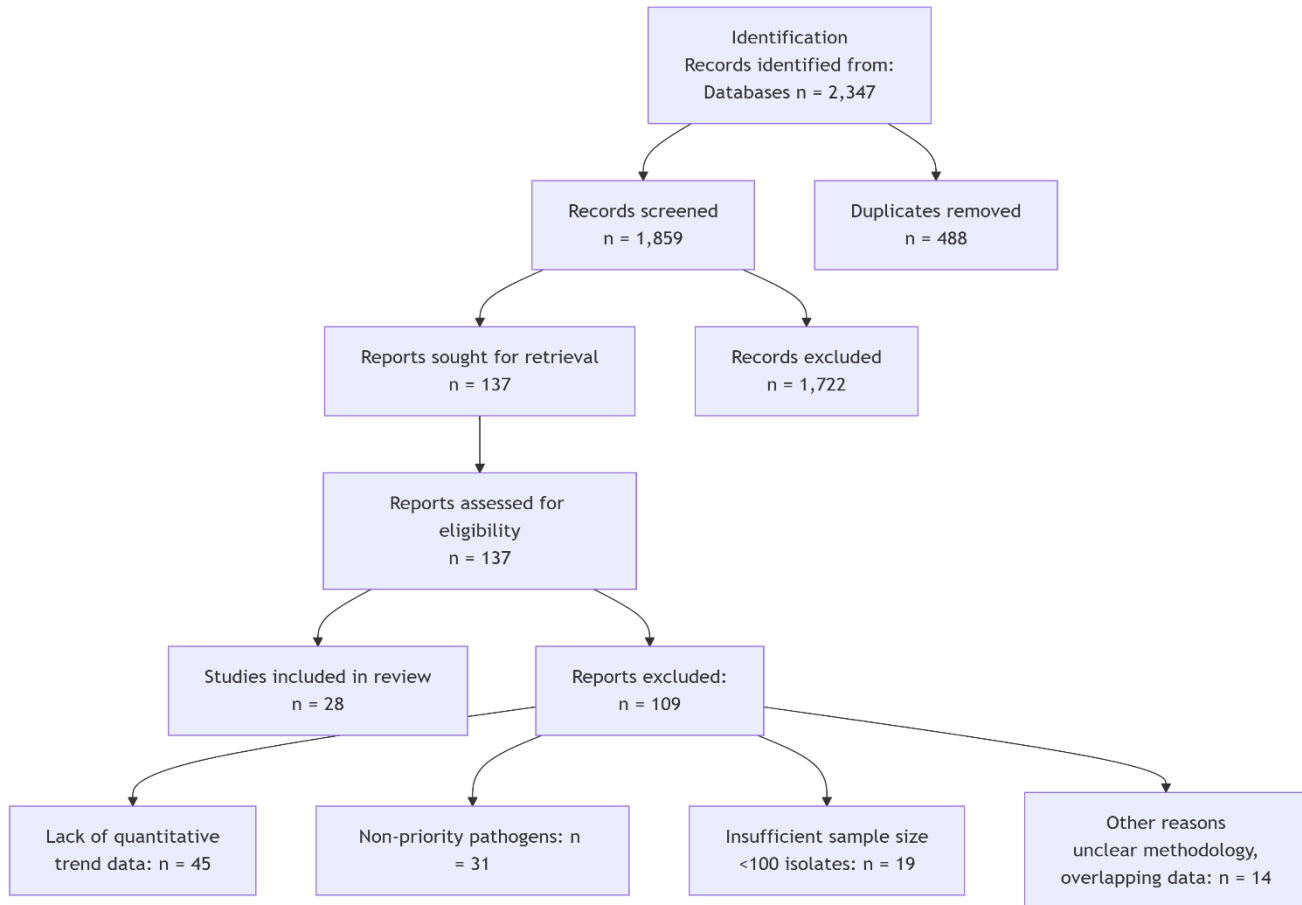 Identification
Records identified from:
Databases n = 2,347
Records screened
n = 1,859
Duplicates removed
n = 488
Reports sought for retrieval
n = 137
Records excluded
n = 1,722
Reports assessed for
eligibility
n = 137
Studies included in review
n = 28
Reports excluded:
n = 109
Lack of quantitative
trend data: n = 45
Non-priority pathogens: n
= 31
Insufficient sample size
<100 isolates: n = 19
Other reasons
unclear methodology,
overlapping data: n = 14